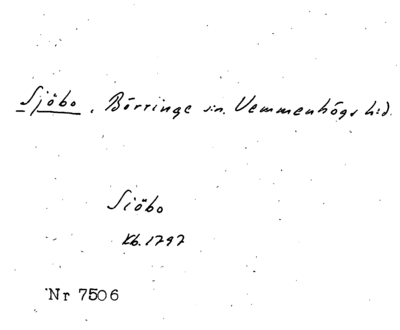 Sjöbo, Börringe sn. Vemmenhögs hd.
Siöbo
Kb. 1797
Nr 7506